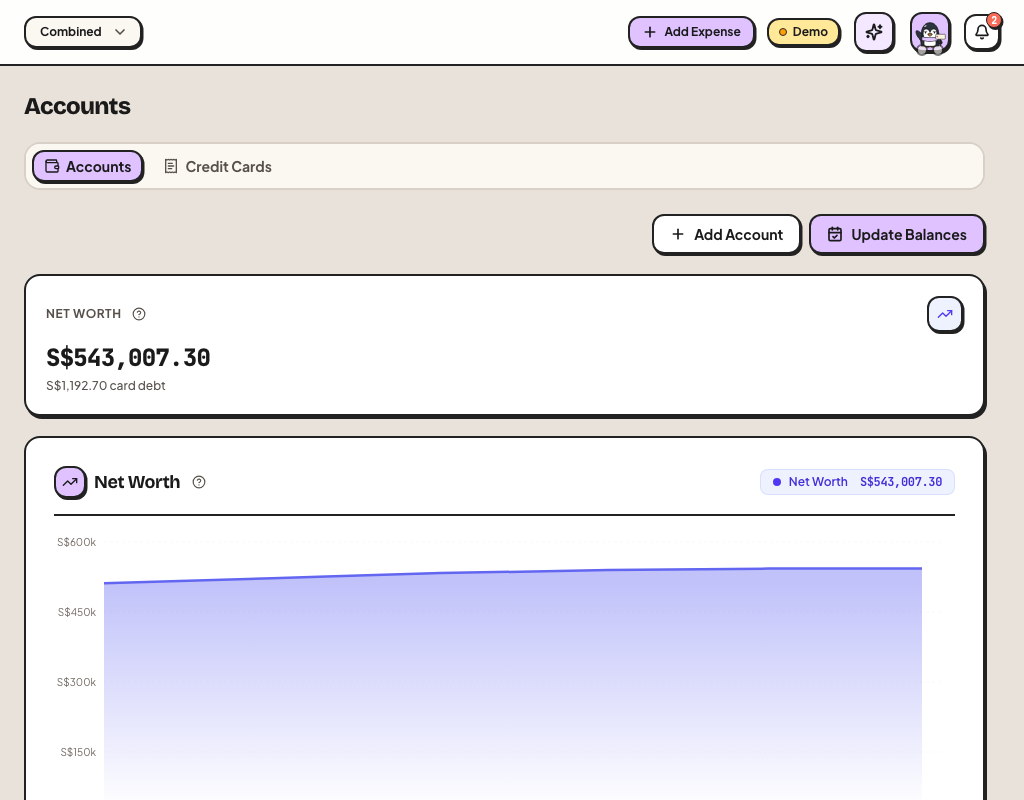 Combined
Add Expense
Demo
2
Accounts
Accounts
Credit Cards
Add Account
Update Balances
NET WORTH
S$543,007.30
S$1,192.70 card debt
Net Worth
Net Worth S$543,007.30
S$600k
S$450k
S$300k
S$150k